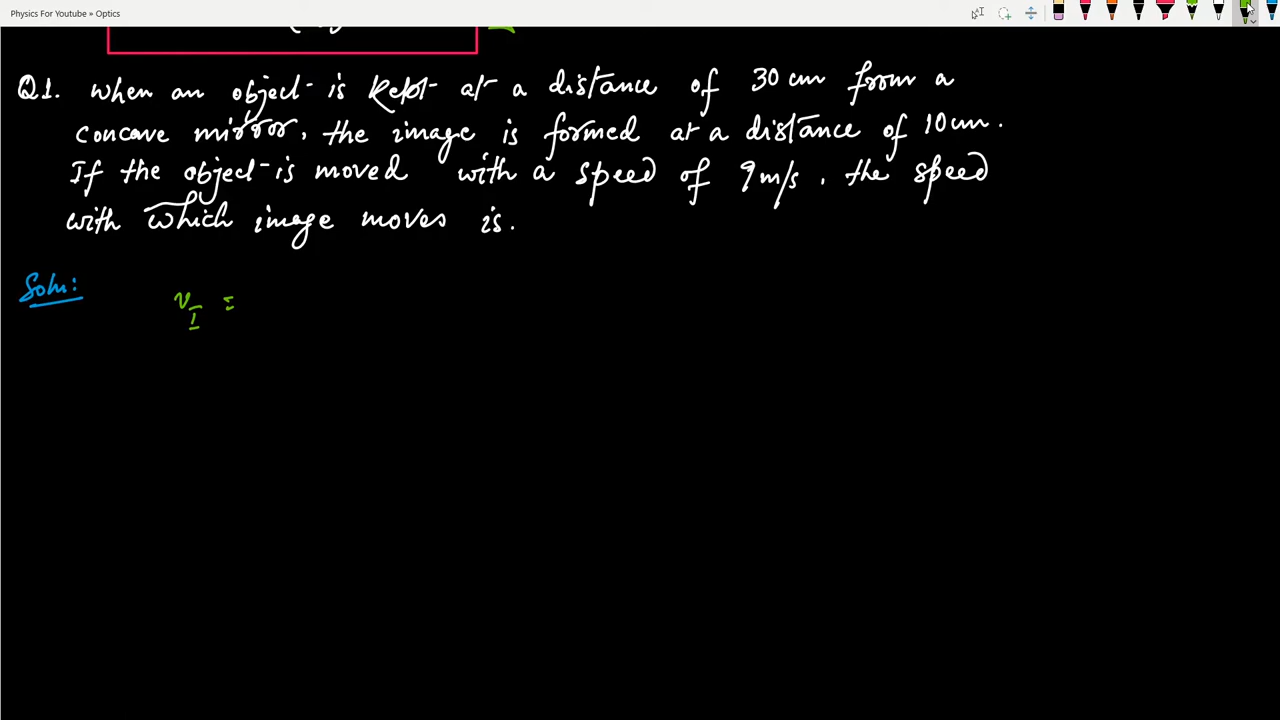 Physics For Youtube » Optics
Q1. When an object is kept at a distance of 30 cm from a
concave mirror, the image is formed at a distance of 10 cm.
If the object is moved with a speed of 9 m/s, the speed
with which image moves is.
Soln:
v_I =